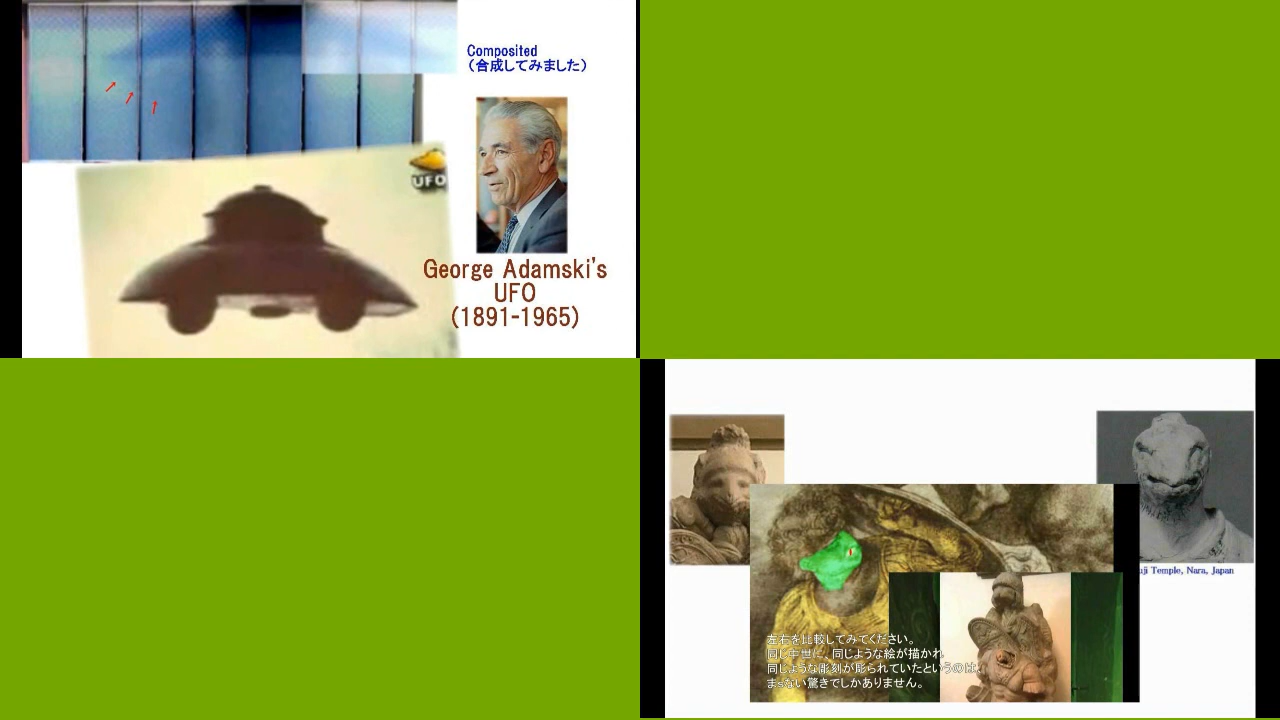 Composited
（合成してみました）
UFO
George Adamski's
UFO
(1891-1965)
Temple, Nara, Japan
左右を比較してみてください。
同じ中世に、同じような絵が描かれ
同じような彫刻が彫られていたというのは、
まったない驚きでしかありません。